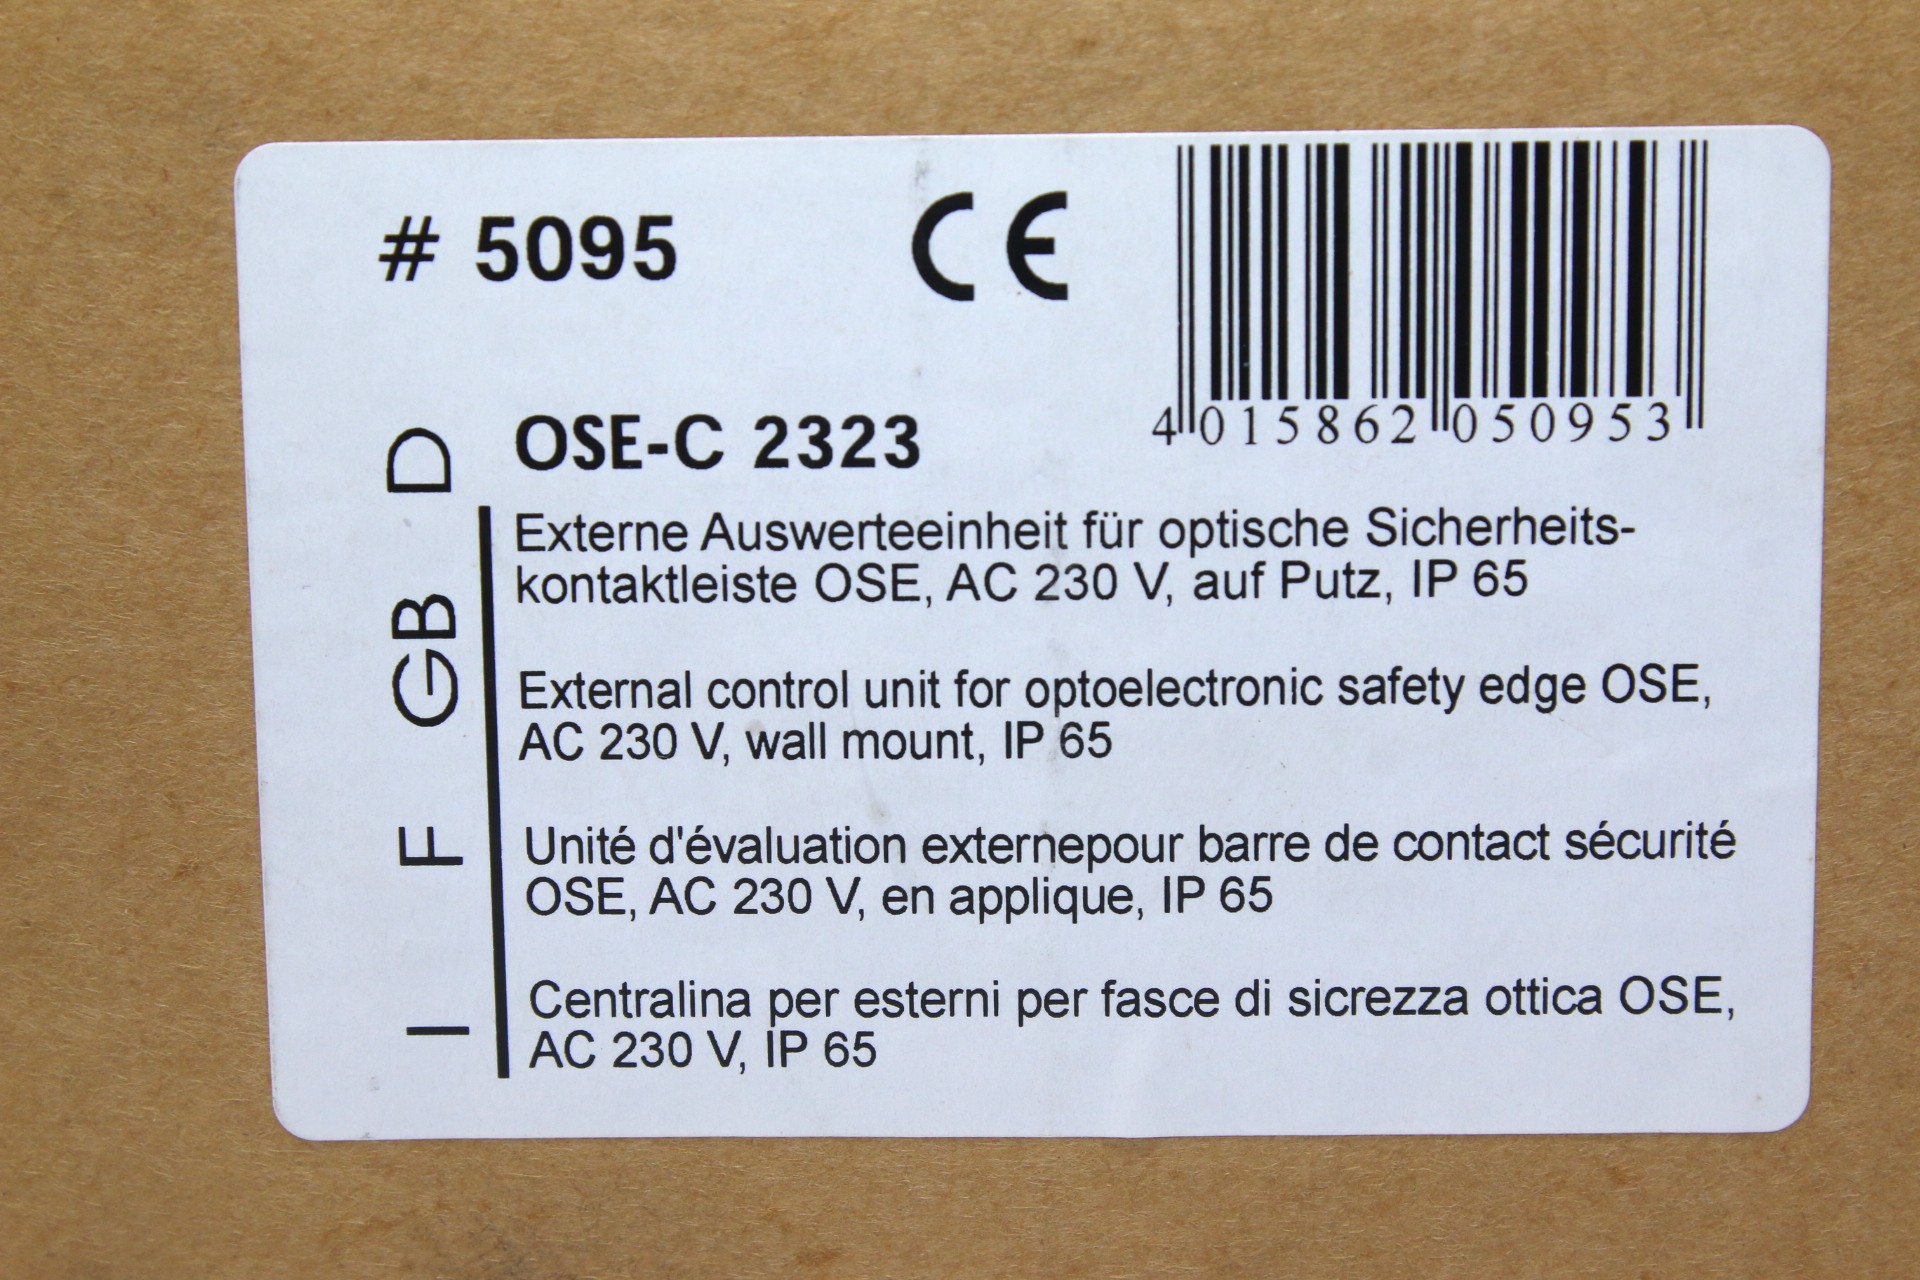 # 5095 CE
4 015862 050953
D OSE-C 2323
Externe Auswerteeinheit für optische Sicherheits-
kontaktleiste OSE, AC 230 V, auf Putz, IP 65
GB External control unit for optoelectronic safety edge OSE,
AC 230 V, wall mount, IP 65
F Unité d'évaluation externepour barre de contact sécurité
OSE, AC 230 V, en applique, IP 65
I Centralina per esterni per fasce di sicrezza ottica OSE,
AC 230 V, IP 65